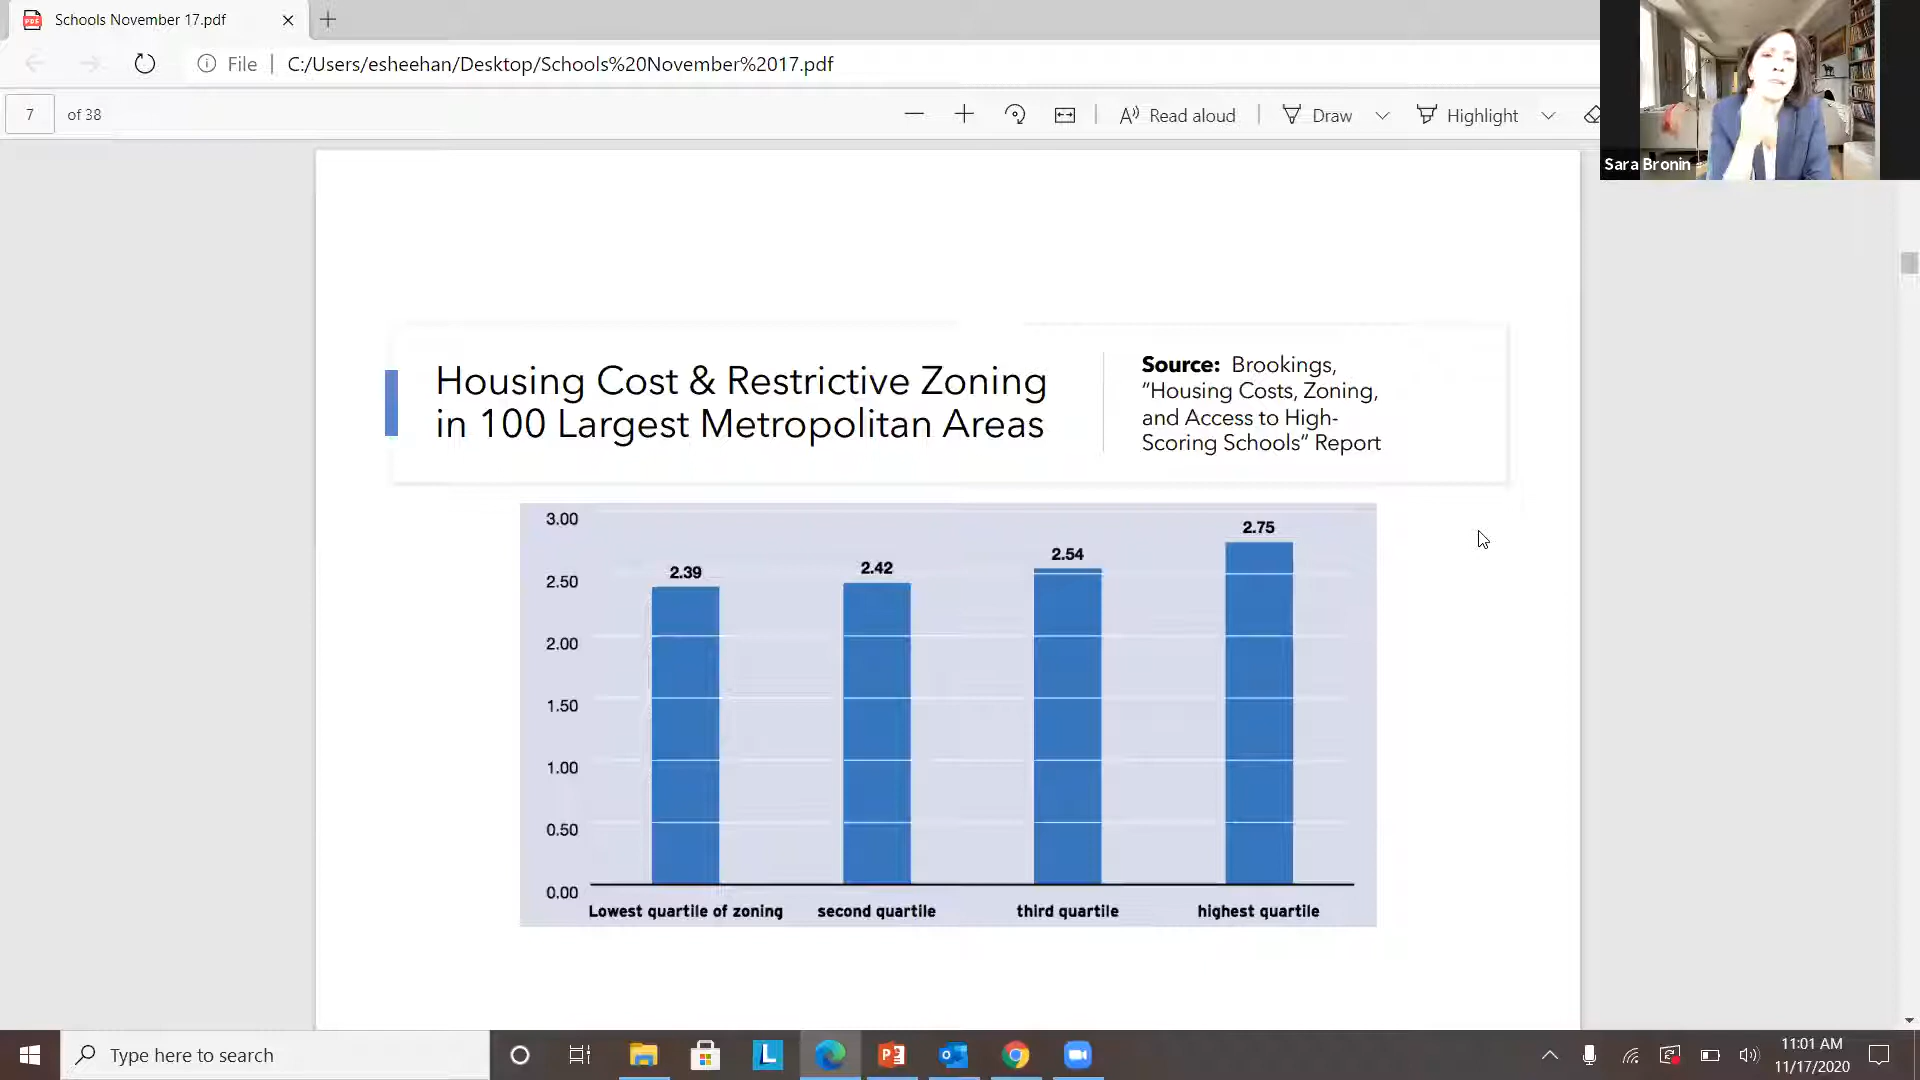 Schools November 17.pdf
File
C:/Users/esheehan/Desktop/Schools%20November%2017.pdf
7 of 38
Read aloud
Draw
Highlight
Sara Bronin
Housing Cost & Restrictive Zoning
in 100 Largest Metropolitan Areas
Source: Brookings,
“Housing Costs, Zoning,
and Access to High-
Scoring Schools” Report
3.00
2.50
2.00
1.50
1.00
0.50
0.00
2.39
2.42
2.54
2.75
Lowest quartile of zoning
second quartile
third quartile
highest quartile
Type here to search
11:01 AM
11/17/2020